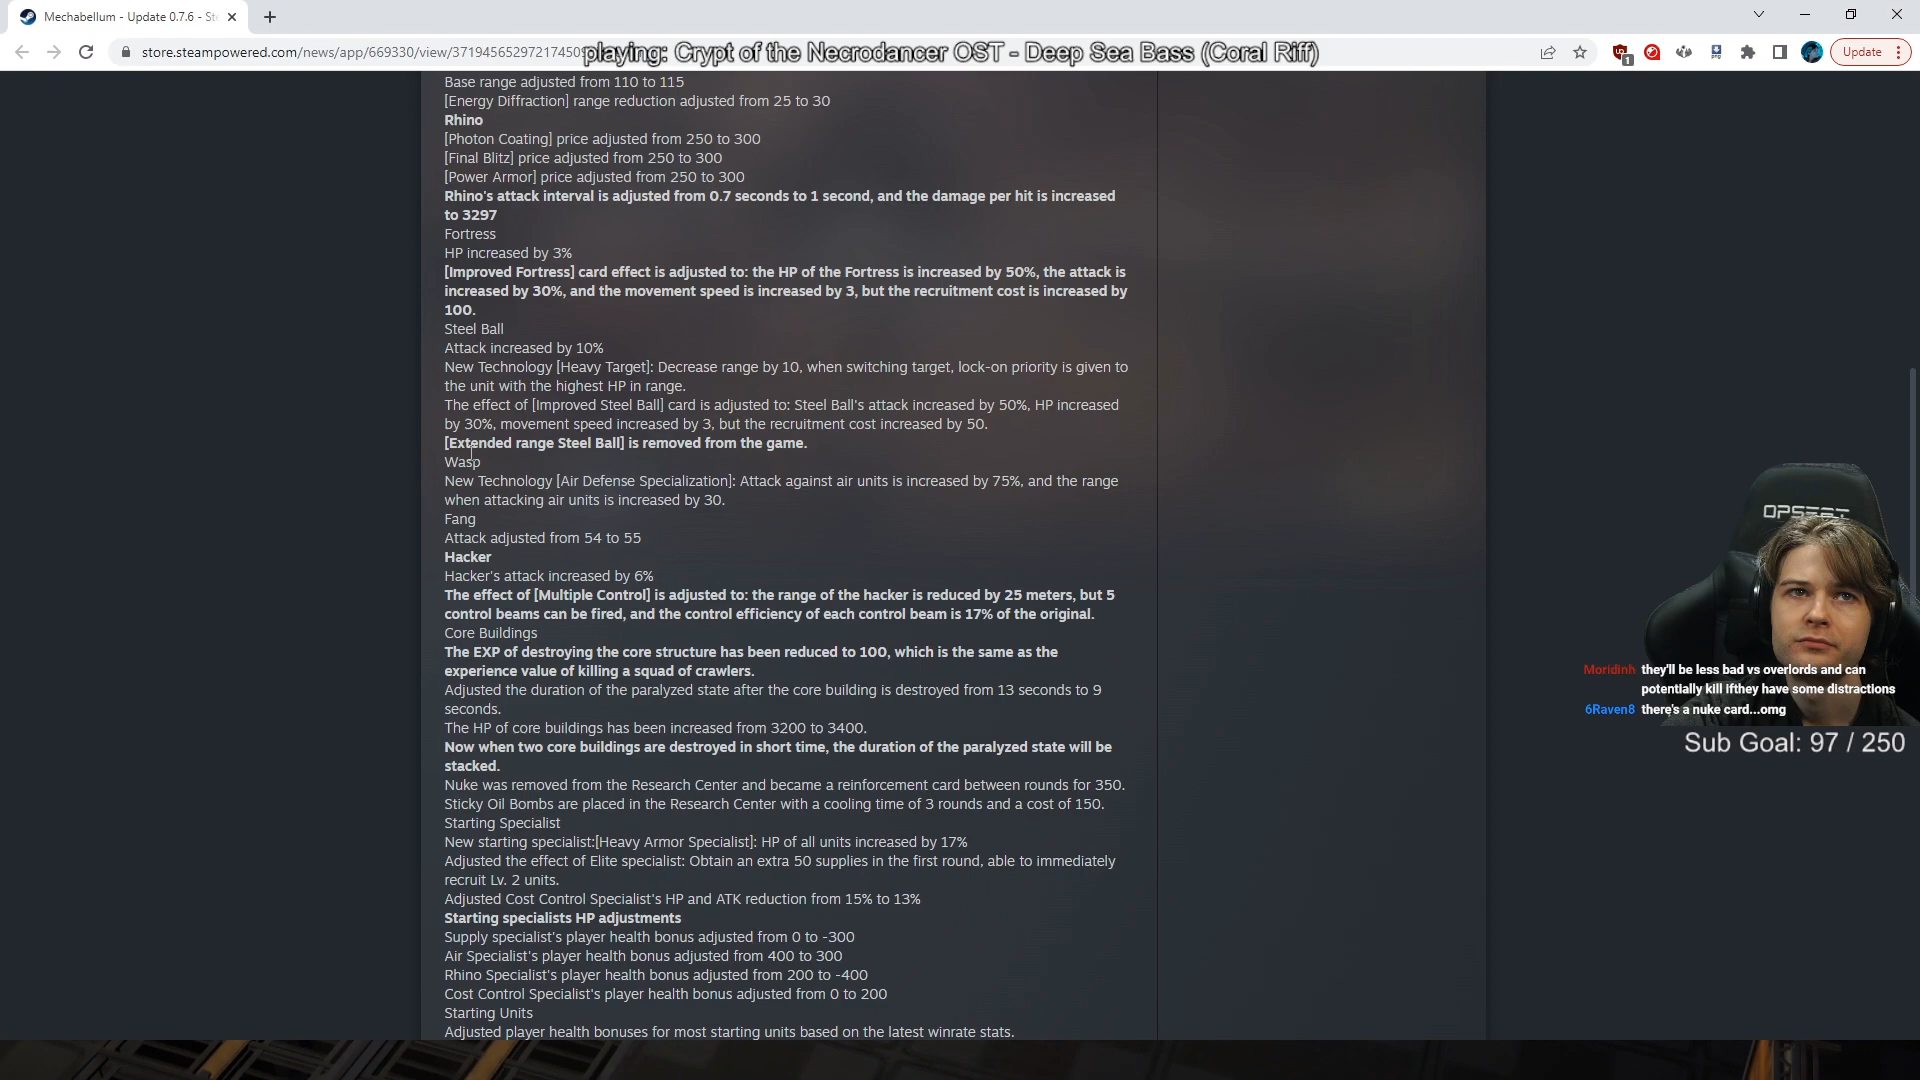 Mechabellum - Update 0.7.6 - Ste
store.steampowered.com/news/app/669330/view/3719456529721745
playing: Crypt of the Necrodancer OST - Deep Sea Bass (Coral Riff)
1
Update
Base range adjusted from 110 to 115
[Energy Diffraction] range reduction adjusted from 25 to 30
Rhino
[Photon Coating] price adjusted from 250 to 300
[Final Blitz] price adjusted from 250 to 300
[Power Armor] price adjusted from 250 to 300
Rhino's attack interval is adjusted from 0.7 seconds to 1 second, and the damage per hit is increased
to 3297
Fortress
HP increased by 3%
[Improved Fortress] card effect is adjusted to: the HP of the Fortress is increased by 50%, the attack is
increased by 30%, and the movement speed is increased by 3, but the recruitment cost is increased by
100.
Steel Ball
Attack increased by 10%
New Technology [Heavy Target]: Decrease range by 10, when switching target, lock-on priority is given to
the unit with the highest HP in range.
The effect of [Improved Steel Ball] card is adjusted to: Steel Ball's attack increased by 50%, HP increased
by 30%, movement speed increased by 3, but the recruitment cost increased by 50.
[Extended range Steel Ball] is removed from the game.
Wasp
New Technology [Air Defense Specialization]: Attack against air units is increased by 75%, and the range
when attacking air units is increased by 30.
Fang
Attack adjusted from 54 to 55
Hacker
Hacker's attack increased by 6%
The effect of [Multiple Control] is adjusted to: the range of the hacker is reduced by 25 meters, but 5
control beams can be fired, and the control efficiency of each control beam is 17% of the original.
Core Buildings
The EXP of destroying the core structure has been reduced to 100, which is the same as the
experience value of killing a squad of crawlers.
Adjusted the duration of the paralyzed state after the core building is destroyed from 13 seconds to 9
seconds.
The HP of core buildings has been increased from 3200 to 3400.
Now when two core buildings are destroyed in short time, the duration of the paralyzed state will be
stacked.
Nuke was removed from the Research Center and became a reinforcement card between rounds for 350.
Sticky Oil Bombs are placed in the Research Center with a cooling time of 3 rounds and a cost of 150.
Starting Specialist
New starting specialist:[Heavy Armor Specialist]: HP of all units increased by 17%
Adjusted the effect of Elite specialist: Obtain an extra 50 supplies in the first round, able to immediately
recruit Lv. 2 units.
Adjusted Cost Control Specialist's HP and ATK reduction from 15% to 13%
Starting specialists HP adjustments
Supply specialist's player health bonus adjusted from 0 to -300
Air Specialist's player health bonus adjusted from 400 to 300
Rhino Specialist's player health bonus adjusted from 200 to -400
Cost Control Specialist's player health bonus adjusted from 0 to 200
Starting Units
Adjusted player health bonuses for most starting units based on the latest winrate stats.
OPSEAT
Moridinh they'll be less bad vs overlords and can
potentially kill ifthey have some distractions
6Raven8 there's a nuke card...omg
Sub Goal: 97 / 250